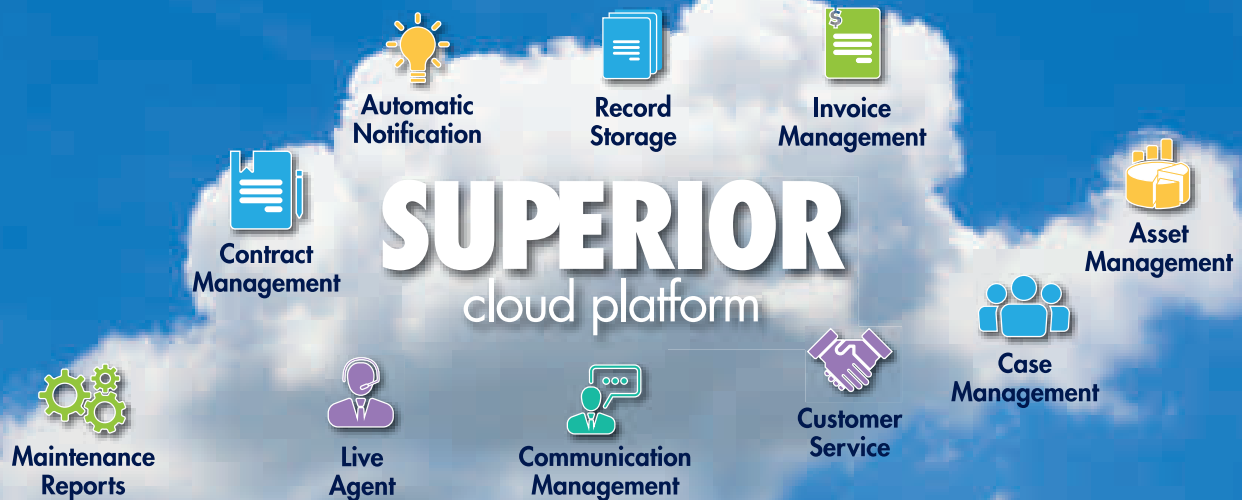 Automatic
Notification
Record
Storage
$
Invoice
Management
Contract
Management
SUPERIOR
cloud platform
Asset
Management
Case
Management
Customer
Service
Maintenance
Reports
Live
Agent
Communication
Management